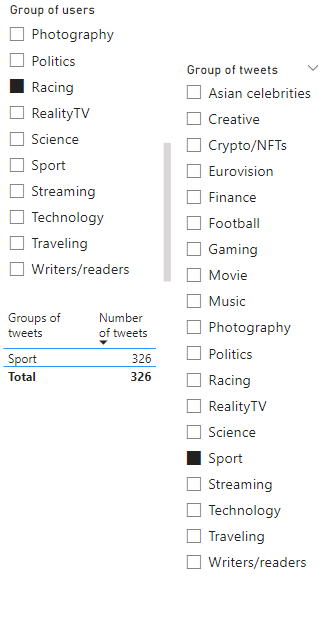 Group of users
Photography
Politics
Racing
RealityTV
Science
Sport
Streaming
Technology
Traveling
Writers/readers
Groups of tweets Number of tweets
Sport 326
Total 326
Group of tweets
Asian celebrities
Creative
Crypto/NFTs
Eurovision
Finance
Football
Gaming
Movie
Music
Photography
Politics
Racing
RealityTV
Science
Sport
Streaming
Technology
Traveling
Writers/readers